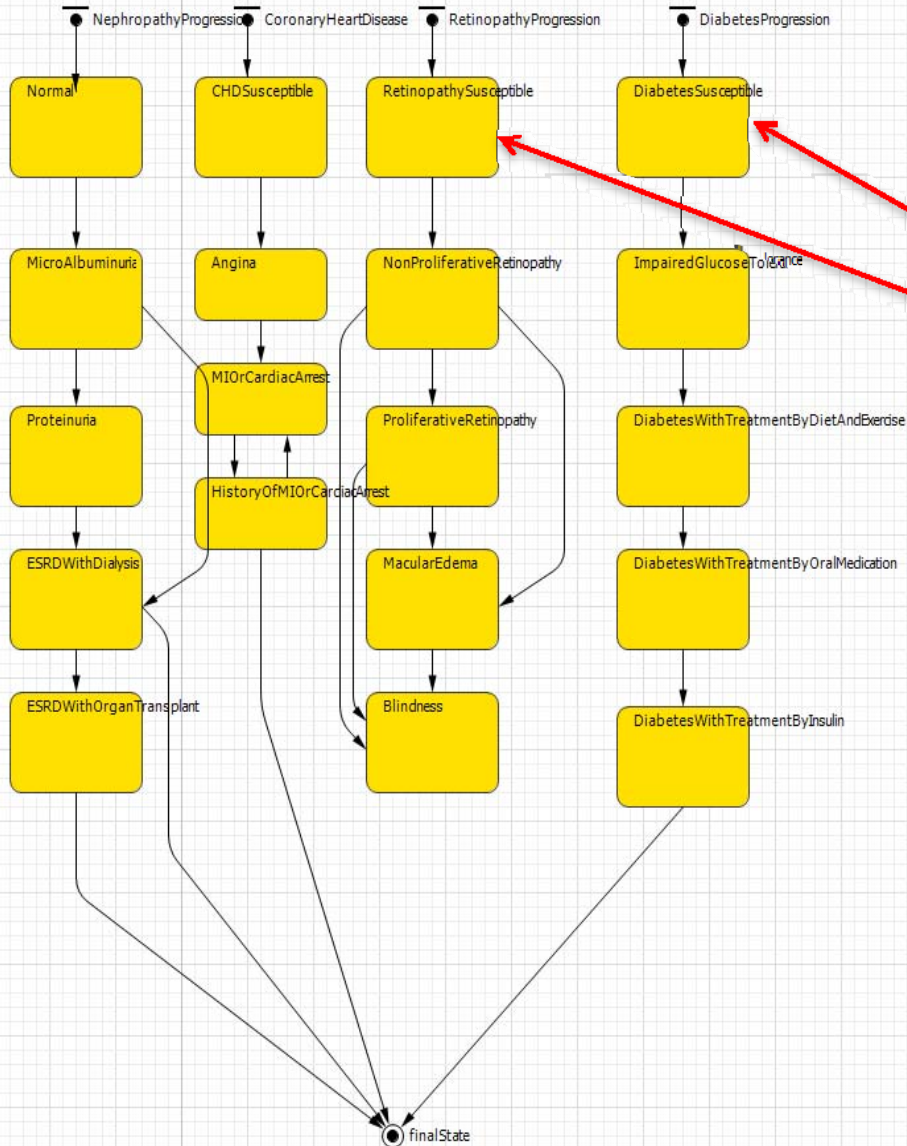 NephropathyProgression
CoronaryHeartDisease
RetinopathyProgression
DiabetesProgression
Normal
CHDSusceptible
RetinopathySusceptible
DiabetesSusceptible
MicroAlbuminuria
Angina
NonProliferativeRetinopathy
ImpairedGlucoseTolerance
MIOrCardiacArrest
Proteinuria
ProliferativeRetinopathy
DiabetesWithTreatmentByDietAndExercise
HistoryOfMIOrCardiacArrest
ESRDWithDialysis
MacularEdema
DiabetesWithTreatmentByOralMedication
ESRDWithOrganTransplant
Blindness
DiabetesWithTreatmentByInsulin
finalState